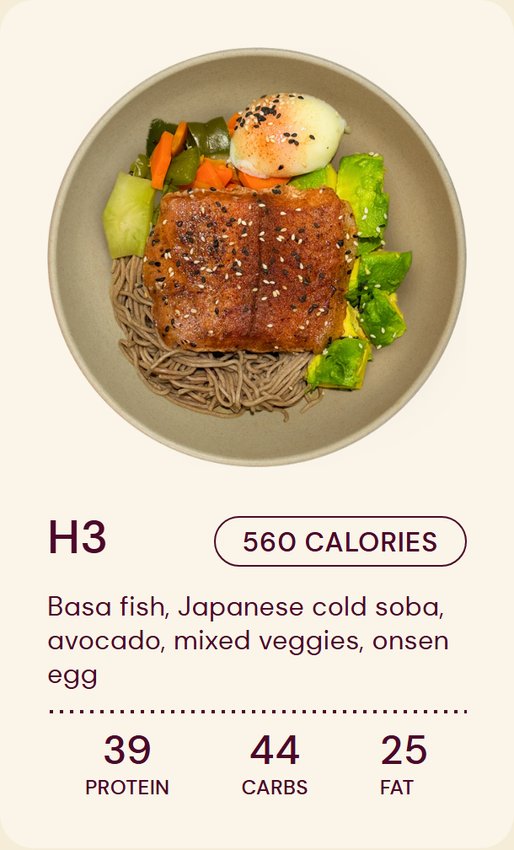 H3
560 CALORIES
Basa fish, Japanese cold soba,
avocado, mixed veggies, onsen
egg
39 44 25
PROTEIN CARBS FAT